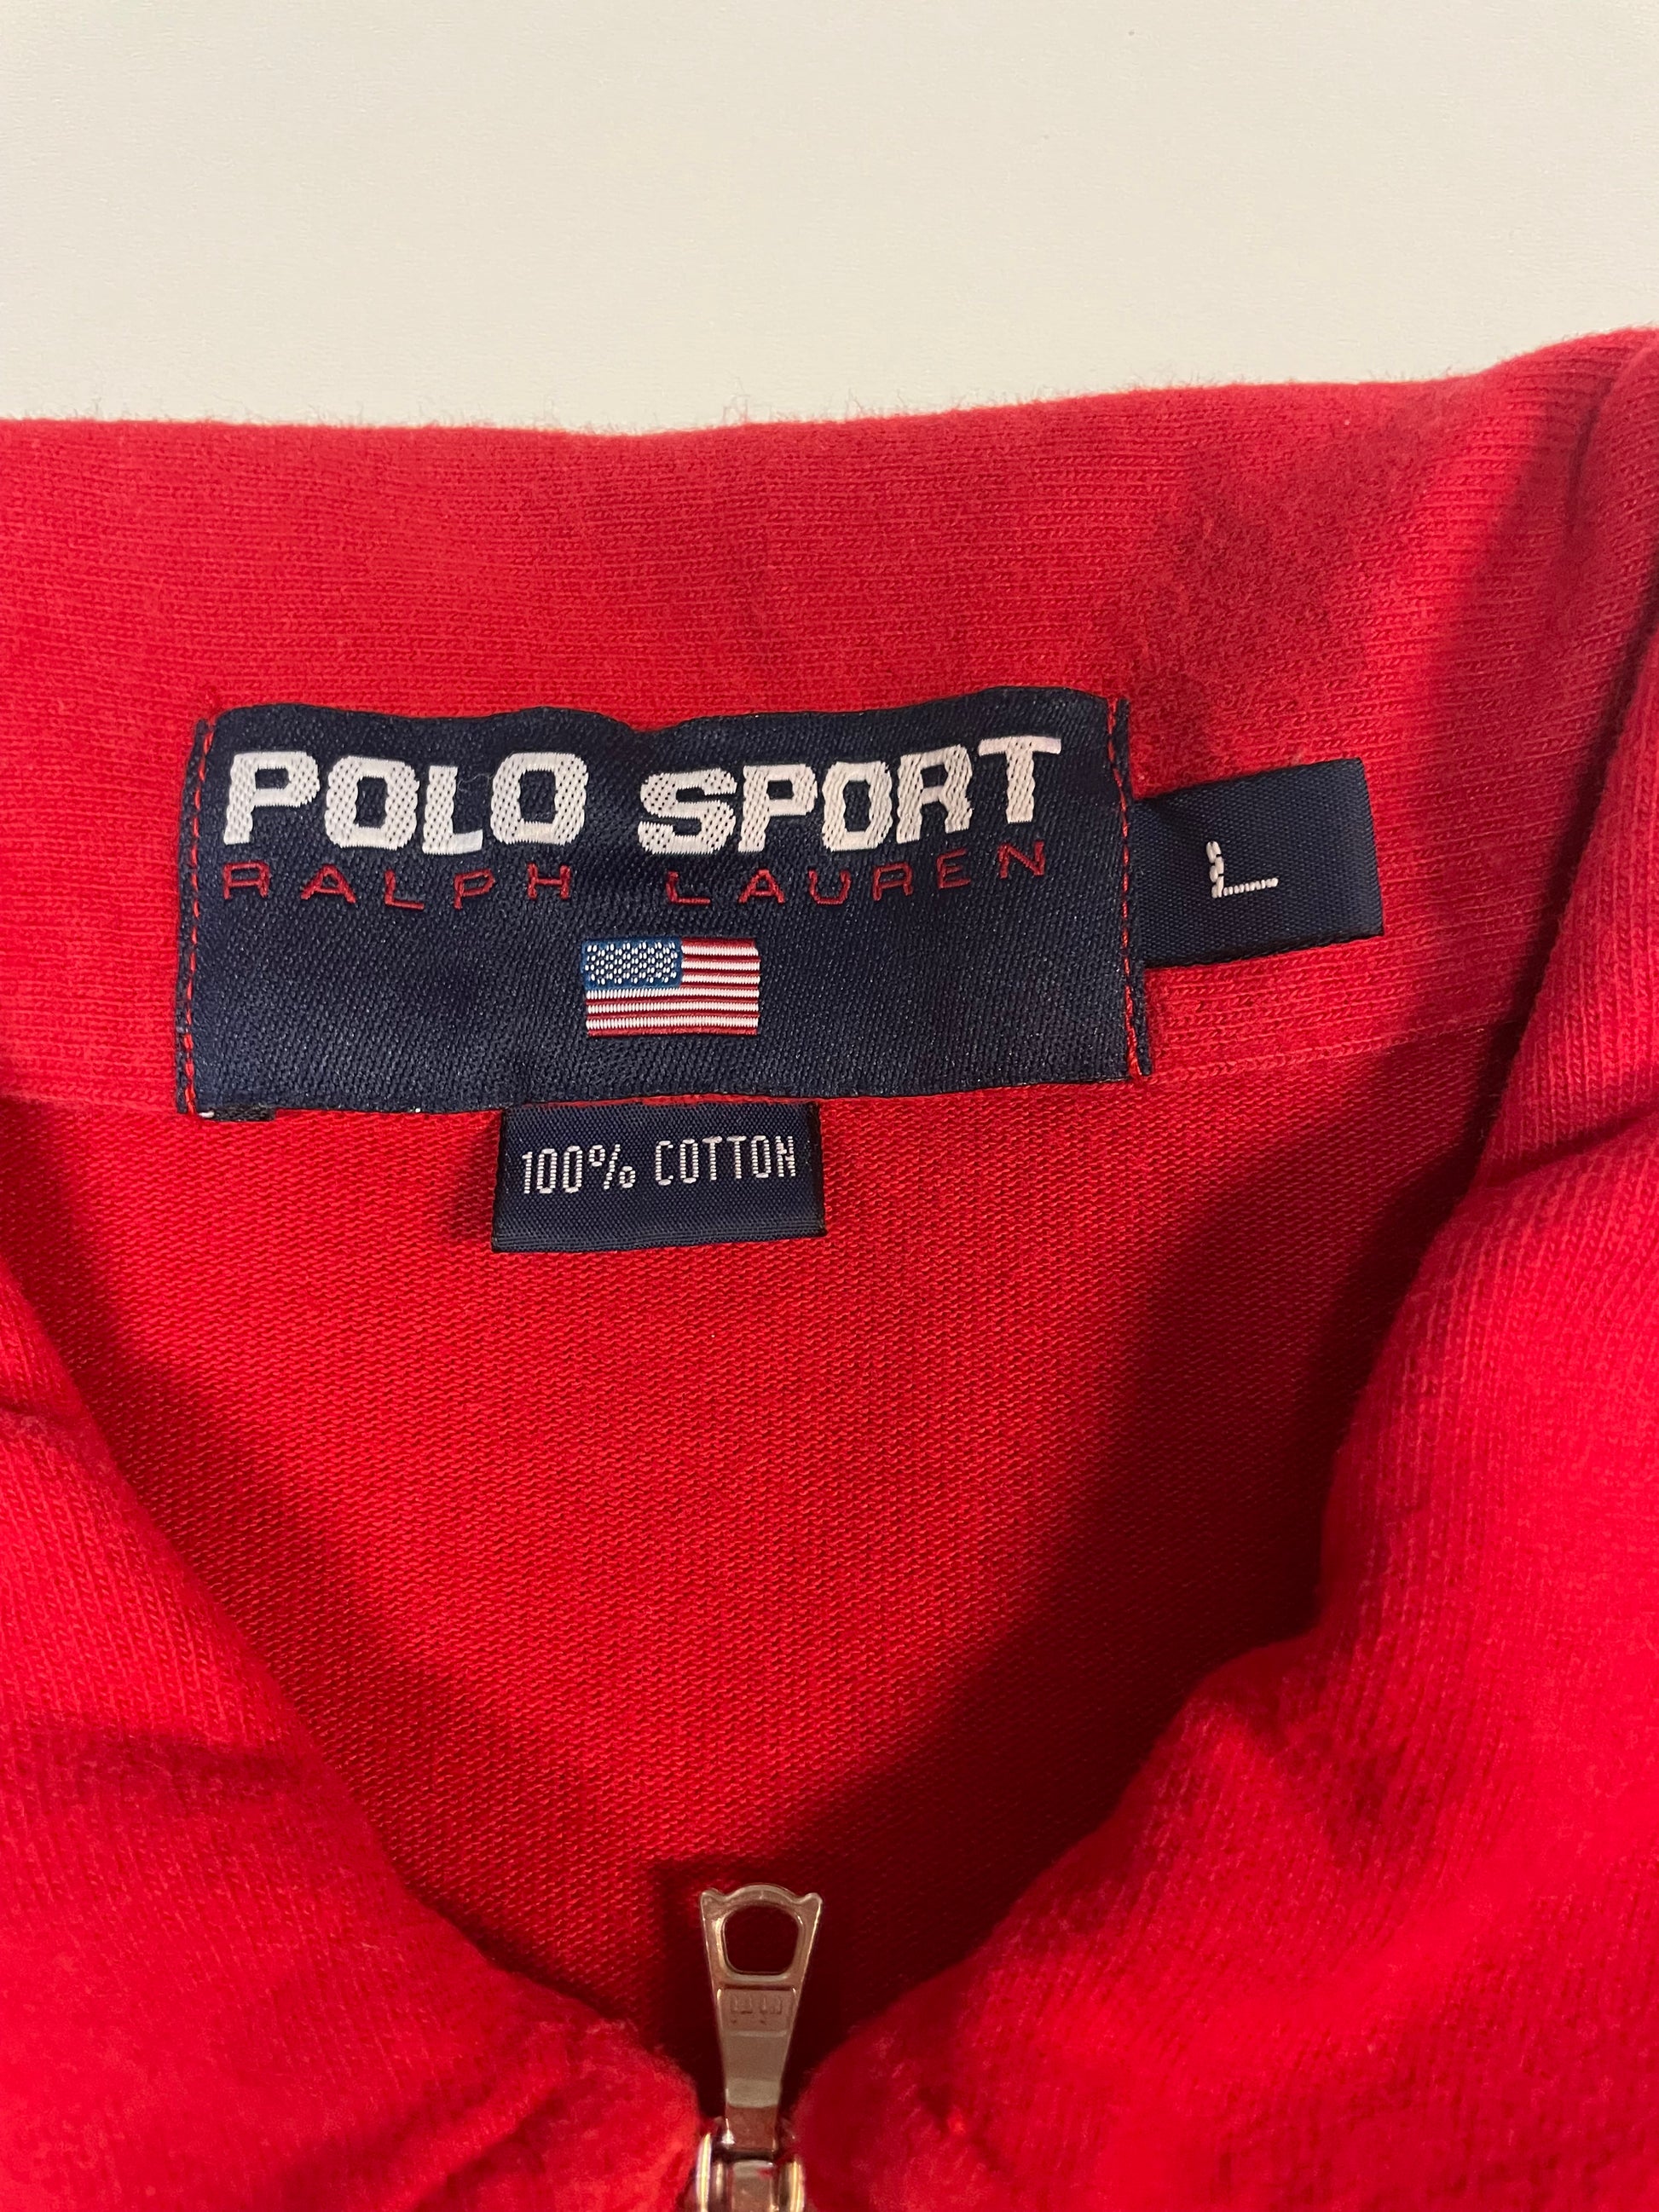 POLO SPORT
RALPH LAUREN
L
100% COTTON